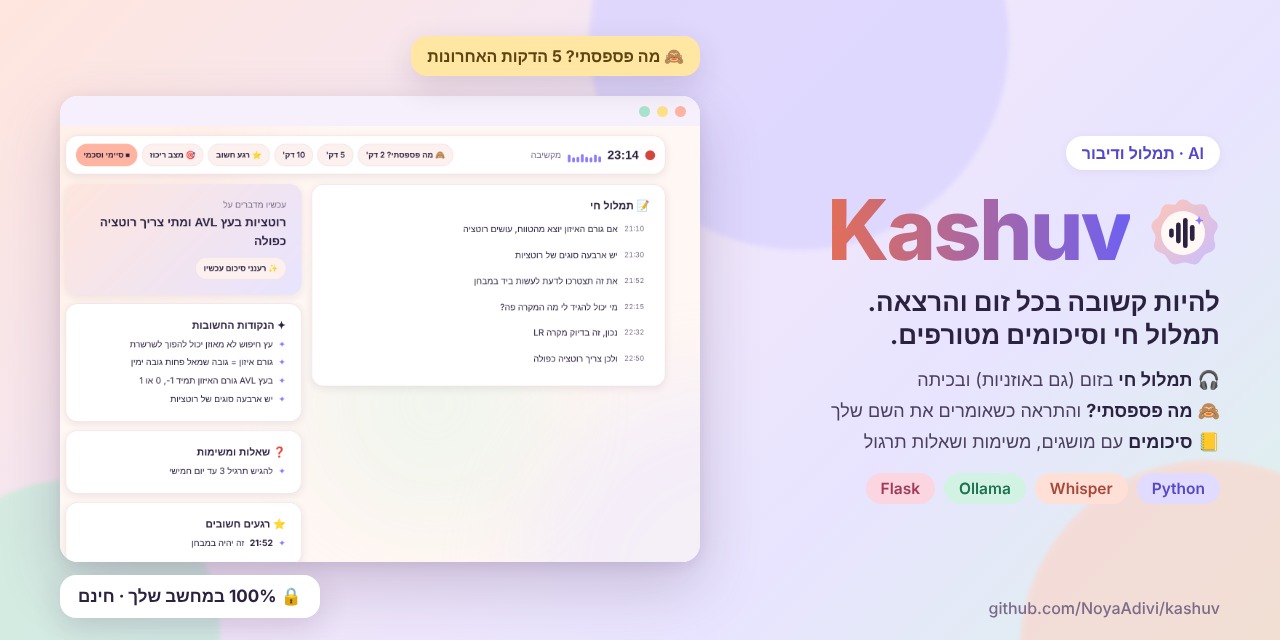 🙈 מה פספסתי? 5 הדקות האחרונות
AI · תמלול ודיבור
Kashuv
להיות קשובה בכל זום והרצאה.
תמלול חי וסיכומים מטורפים.
🎧 תמלול חי בזום (גם באוזניות) ובכיתה
🙈 מה פספסתי? והתראה כשאומרים את השם שלך
📒 סיכומים עם מושגים, משימות ושאלות תרגול
Python Whisper Ollama Flask
github.com/NoyaAdivi/kashuv
23:14 מקשיבה
🙈 מה פספסתי? 2 דק' 5 דק' 10 דק' ⭐ רגע חשוב 🎯 מצב ריכוז ■ סיימי וסכמי
📝 תמלול חי
21:10 אם גורם האיזון יוצא מהטווח, עושים רוטציה
21:30 יש ארבעה סוגים של רוטציות
21:52 את זה תצטרכו לדעת לעשות ביד במבחן
22:15 מי יכול להגיד לי מה המקרה פה?
22:32 נכון, זה בדיוק מקרה LR
22:50 ולכן צריך רוטציה כפולה
עכשיו מדברים על
רוטציות בעץ AVL ומתי צריך רוטציה
כפולה
✨ רענני סיכום עכשיו
✦ הנקודות החשובות
✦ עץ חיפוש לא מאוזן יכול להפוך לשרשרת
✦ גורם איזון = גובה שמאל פחות גובה ימין
✦ בעץ AVL גורם האיזון תמיד 1-, 0 או 1
✦ יש ארבעה סוגים של רוטציות
❓ שאלות ומשימות
✦ להגיש תרגיל 3 עד יום חמישי
⭐ רגעים חשובים
✦ 21:52 זה יהיה במבחן
🔒 100% במחשב שלך · חינם